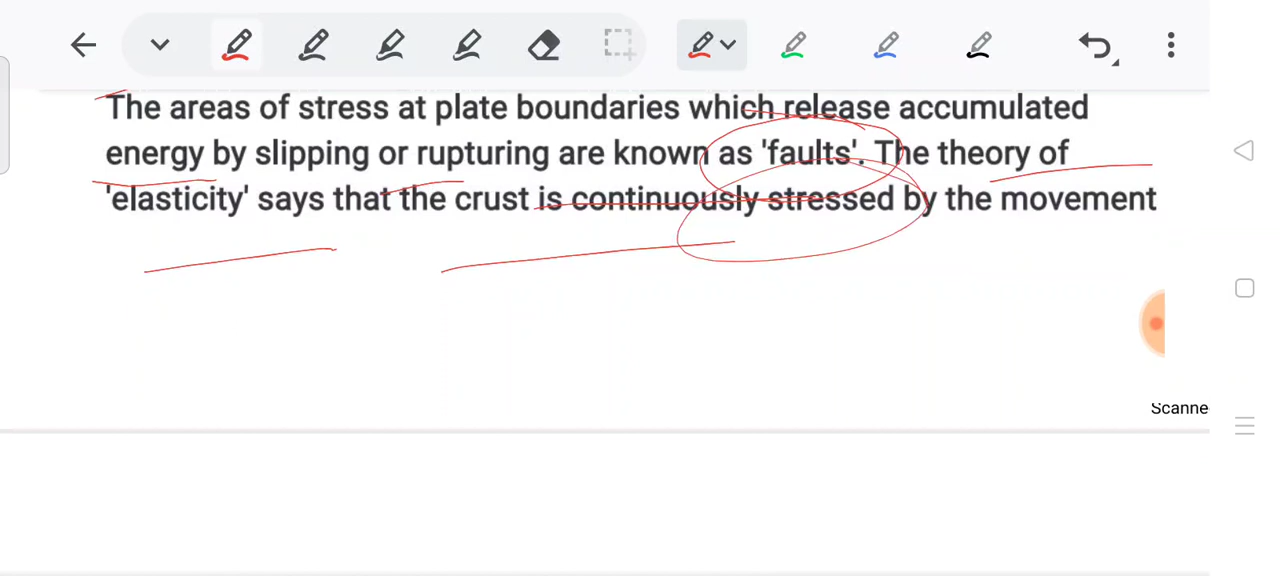 The areas of stress at plate boundaries which release accumulated
energy by slipping or rupturing are known as 'faults'. The theory of
'elasticity' says that the crust is continuously stressed by the movement
Scanne